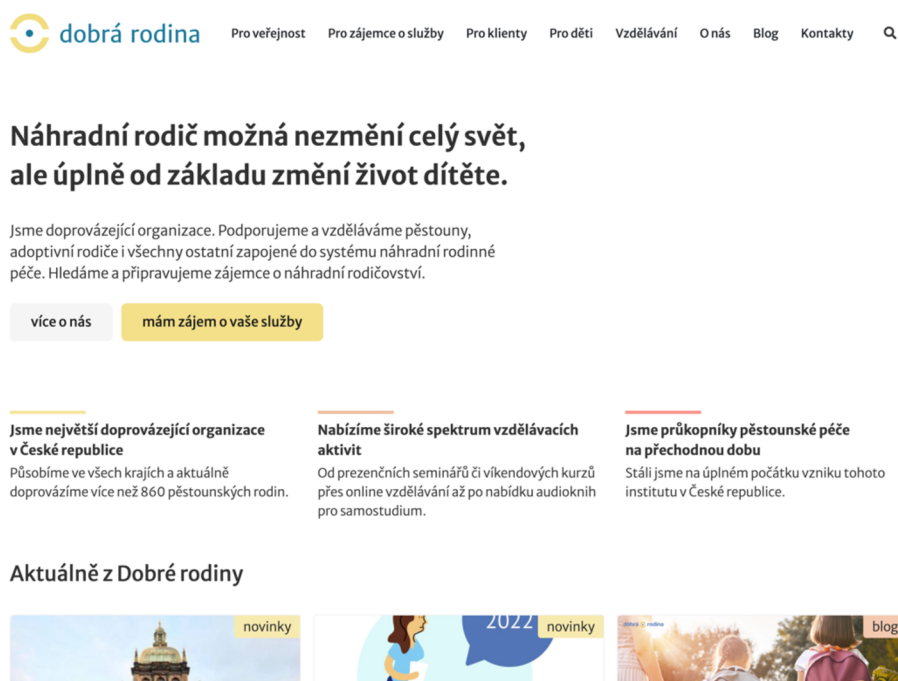 dobrá rodina
Pro veřejnost Pro zájemce o služby Pro klienty Pro děti Vzdělávání O nás Blog Kontakty
Náhradní rodič možná nezmění celý svět,
ale úplně od základu změní život dítěte.
Jsme doprovázející organizace. Podporujeme a vzděláváme pěstouny,
adoptivní rodiče i všechny ostatní zapojené do systému náhradní rodinné
péče. Hledáme a připravujeme zájemce o náhradní rodičovství.
více o nás mám zájem o vaše služby
Jsme největší doprovázející organizace
v České republice
Působíme ve všech krajích a aktuálně
doprovázíme více než 860 pěstounských rodin.
Nabízíme široké spektrum vzdělávacích
aktivit
Od prezenčních seminářů či víkendových kurzů
přes online vzdělávání až po nabídku audioknih
pro samostudium.
Jsme průkopníky pěstounské péče
na přechodnou dobu
Stáli jsme na úplném počátku vzniku tohoto
institutu v České republice.
Aktuálně z Dobré rodiny
novinky
2022
novinky
dobrá rodina
blog